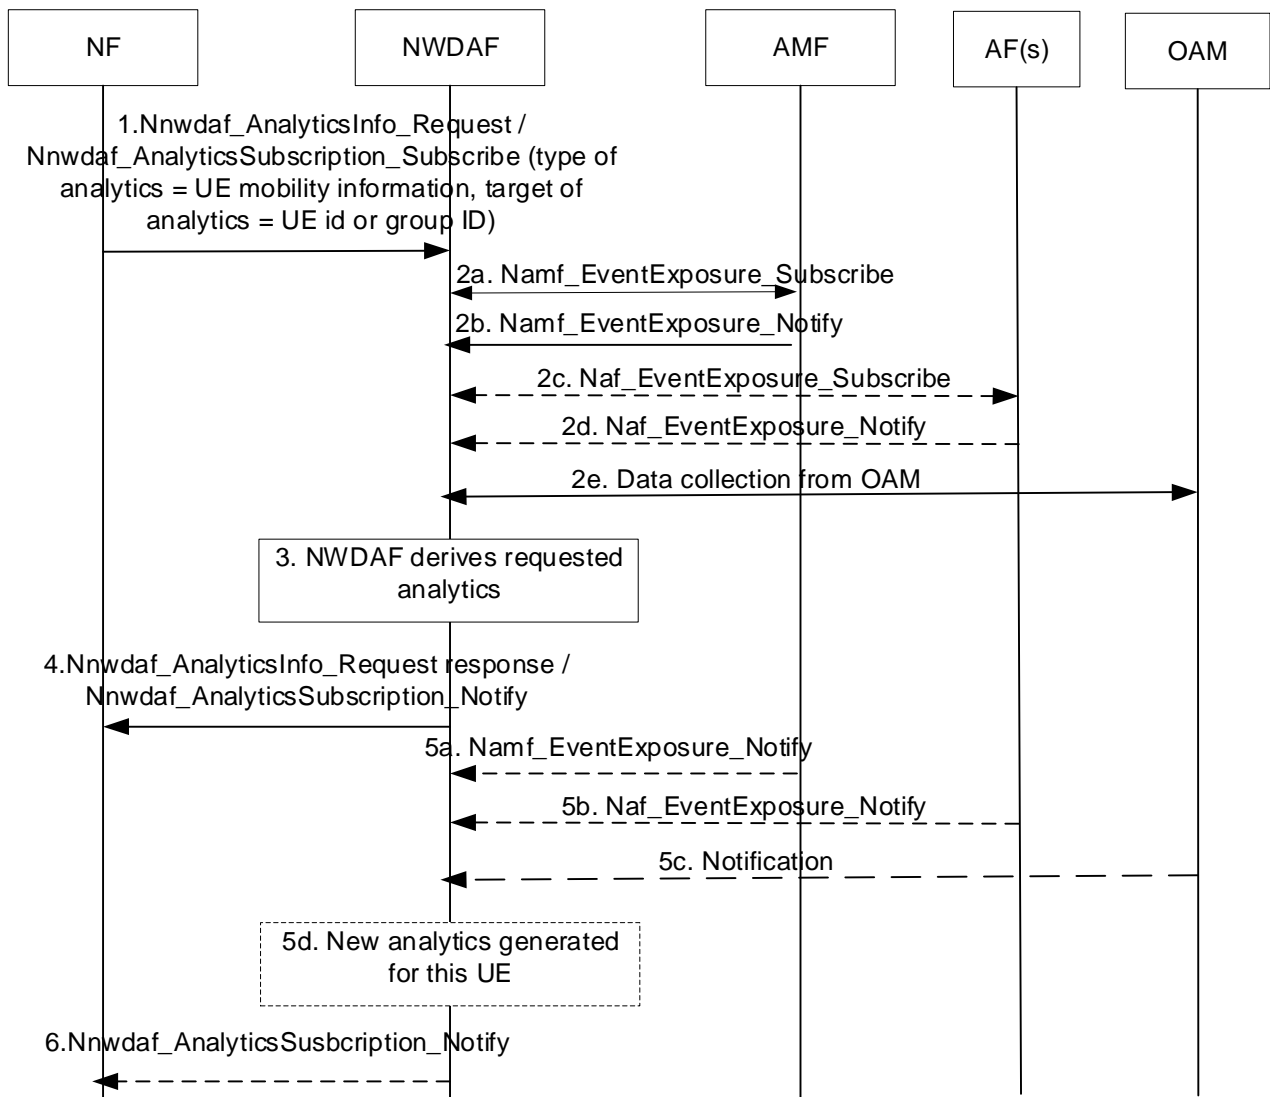 NF
NWDAF
AMF
AF(s)
OAM
1.Nnwdaf_AnalyticsInfo_Request /
Nnwdaf_AnalyticsSubscription_Subscribe (type of
analytics = UE mobility information, target of
analytics = UE id or group ID)
2a. Namf_EventExposure_Subscribe
2b. Namf_EventExposure_Notify
2c. Naf_EventExposure_Subscribe
2d. Naf_EventExposure_Notify
2e. Data collection from OAM
3. NWDAF derives requested
analytics
4.Nnwdaf_AnalyticsInfo_Request response /
Nnwdaf_AnalyticsSubscription_Notify
5a. Namf_EventExposure_Notify
5b. Naf_EventExposure_Notify
5c. Notification
5d. New analytics generated
for this UE
6.Nnwdaf_AnalyticsSusbcription_Notify